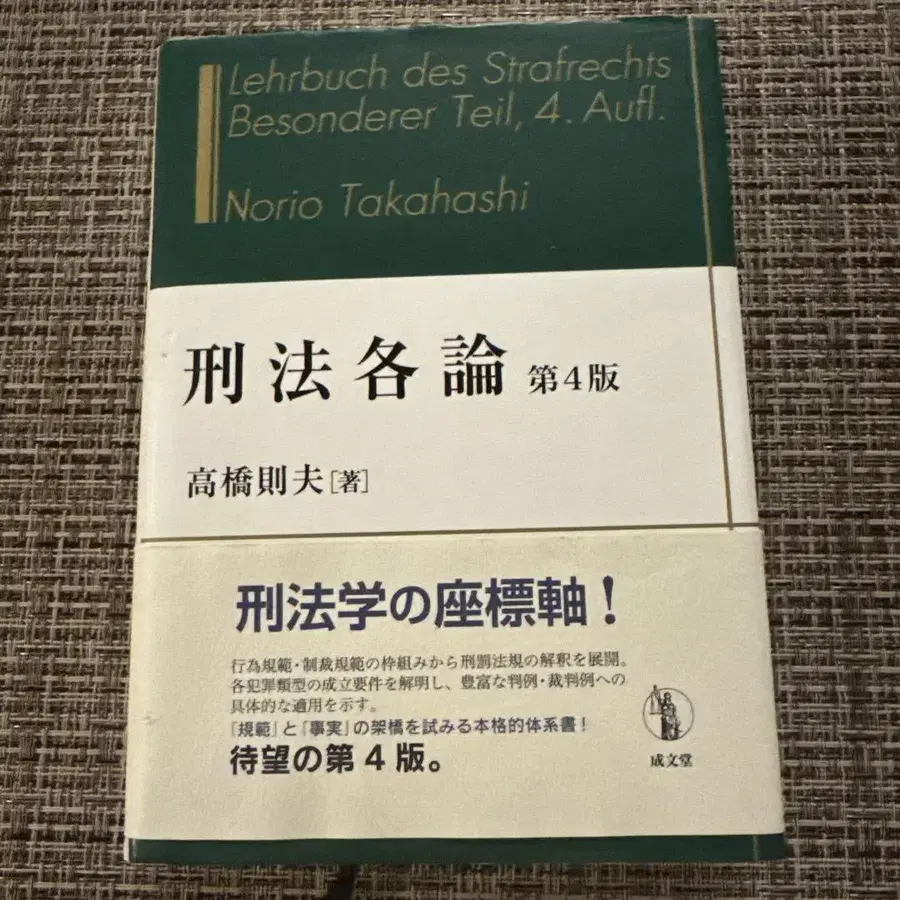 Lehrbuch des Strafrechts
Besonderer Teil, 4. Aufl.
Norio Takahashi
刑法各論 第4版
高橋則夫[著]
刑法学の座標軸！
行為規範・制裁規範の枠組みから刑罰法規の解釈を展開。
各犯罪類型の成立要件を解明し、豊富な判例・裁判例への
具体的な適用を示す。
「規範」と「事実」の架橋を試みる本格的体系書！
待望の第4版。
成文堂